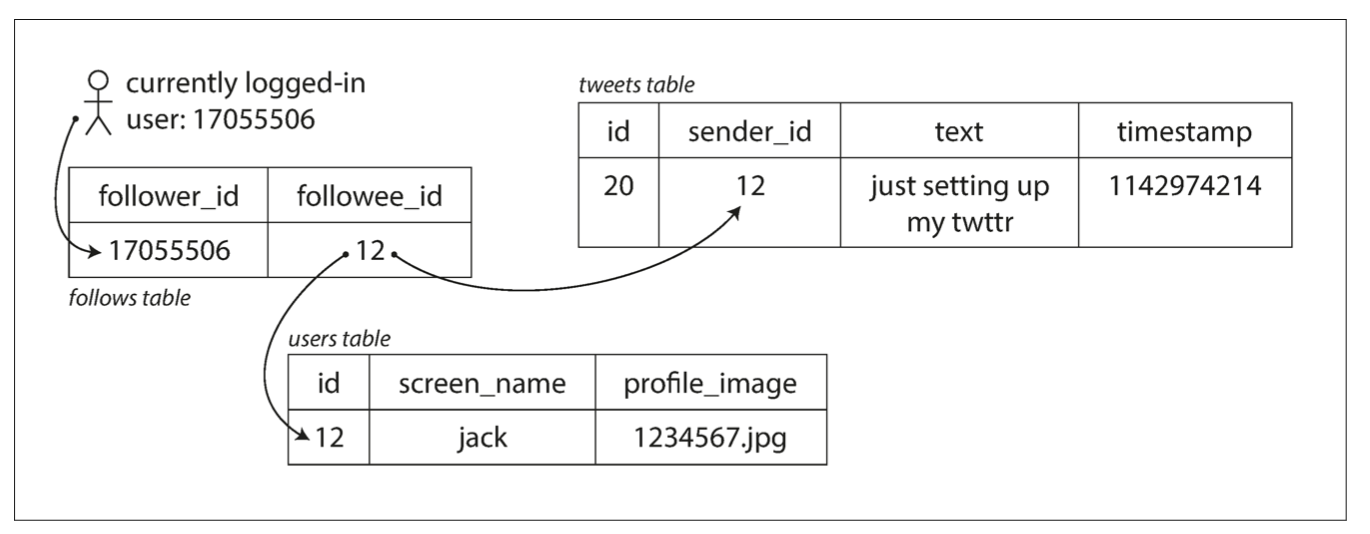 currently logged-in
user: 17055506
follower_id followee_id
17055506 12
follows table
tweets table
id sender_id text timestamp
20 12 just setting up 1142974214
my twttr
users table
id screen_name profile_image
12 jack 1234567.jpg